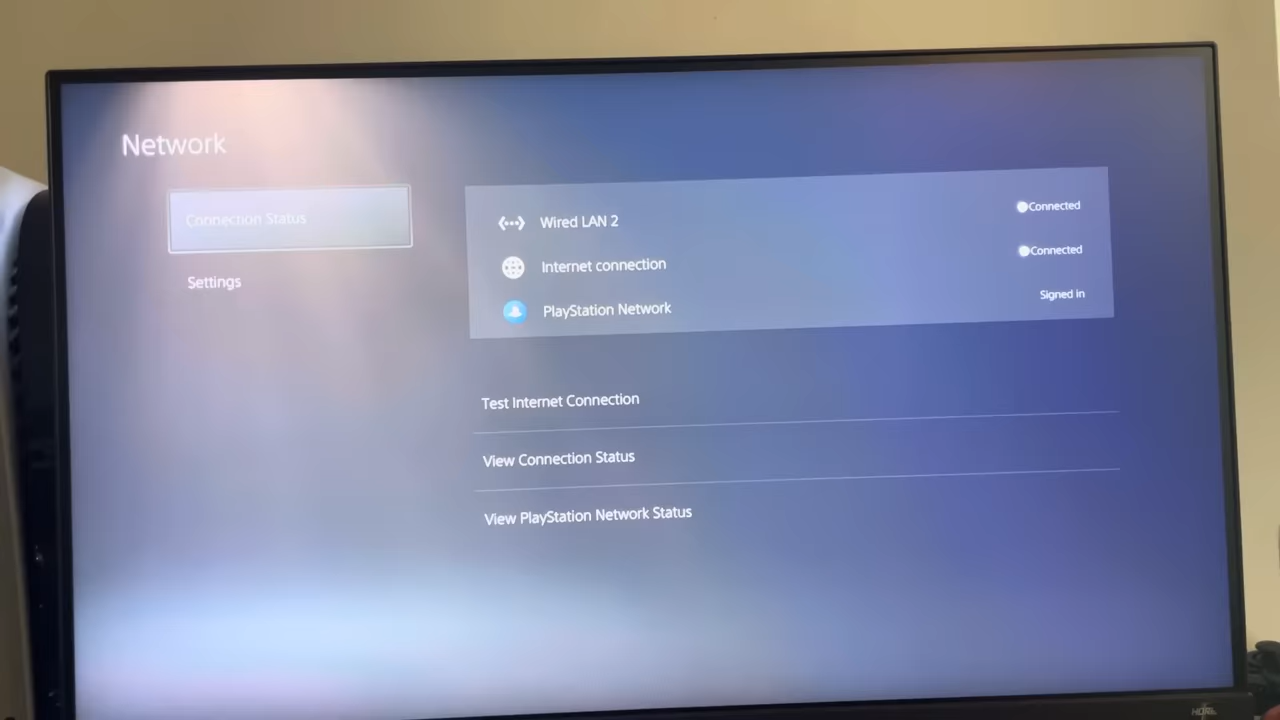 Network
Connection Status
Settings
Wired LAN 2
Connected
Internet connection
Connected
PlayStation Network
Signed in
Test Internet Connection
View Connection Status
View PlayStation Network Status